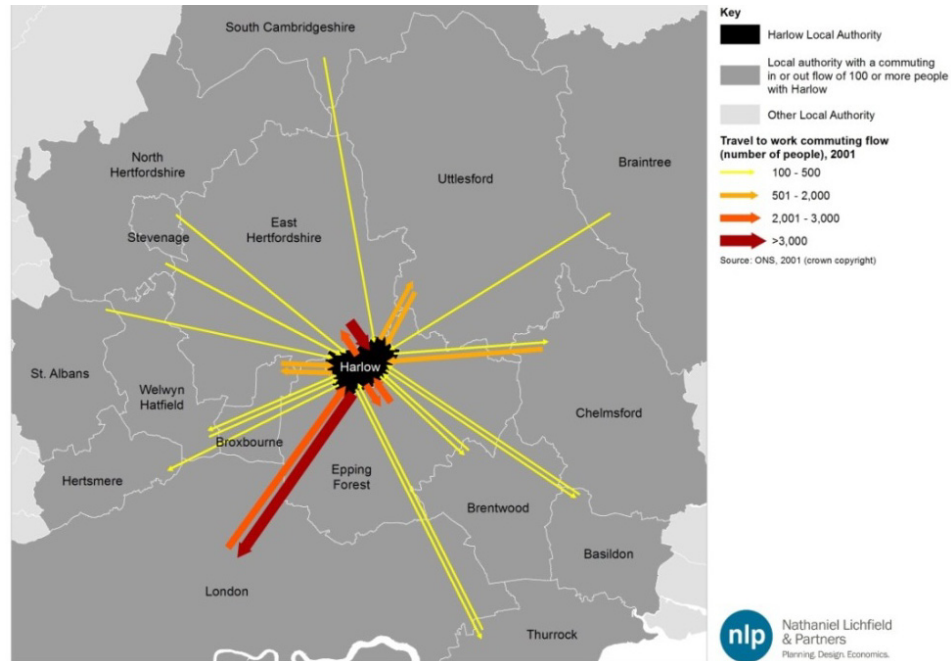 South Cambridgeshire
North
Hertfordshire
Uttlesford
Braintree
East
Hertfordshire
Stevenage
St. Albans
Welwyn
Hatfield
Harlow
Chelmsford
Broxbourne
Hertsmere
Epping
Forest
Brentwood
Basildon
London
Thurrock
Key
Harlow Local Authority
Local authority with a commuting
in or out flow of 100 or more people
with Harlow
Other Local Authority
Travel to work commuting flow
(number of people), 2001
100 - 500
501 - 2,000
2,001 - 3,000
>3,000
Source: ONS, 2001 (crown copyright)
nlp
Nathaniel Lichfield
& Partners
Planning. Design. Economics.